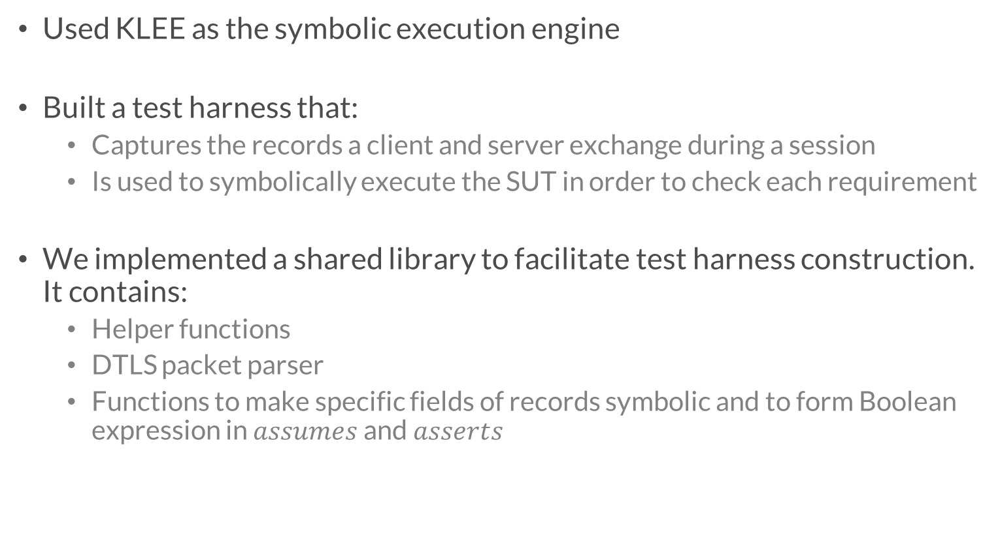 • Used KLEE as the symbolic execution engine
• Built a test harness that:
• Captures the records a client and server exchange during a session
• Is used to symbolically execute the SUT in order to check each requirement
• We implemented a shared library to facilitate test harness construction.
It contains:
• Helper functions
• DTLS packet parser
• Functions to make specific fields of records symbolic and to form Boolean
expression in assumes and asserts